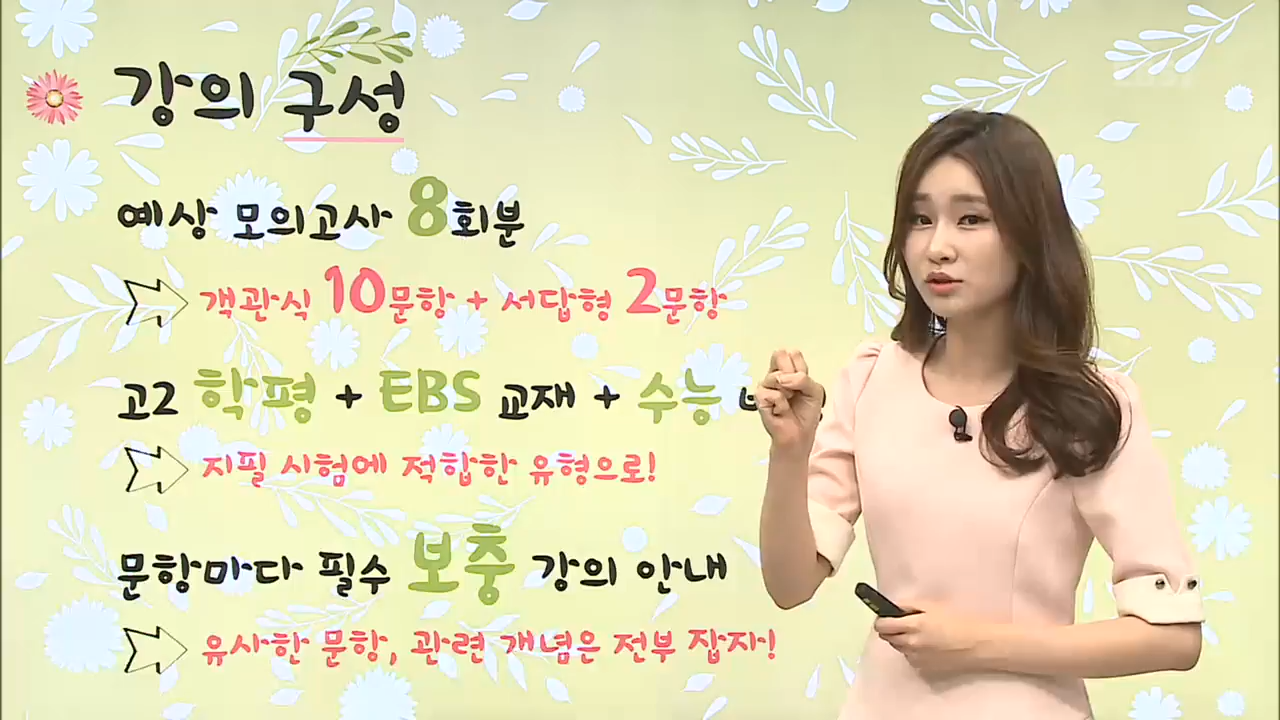 강의 구성
예상 모의고사 8회분
객관식 10문항 + 서답형 2문항
고2 학평 + EBS 교재 + 수능
지필 시험에 적합한 유형으로!
문항마다 필수 보충 강의 안내
유사한 문항, 관련 개념은 전부 잡자!